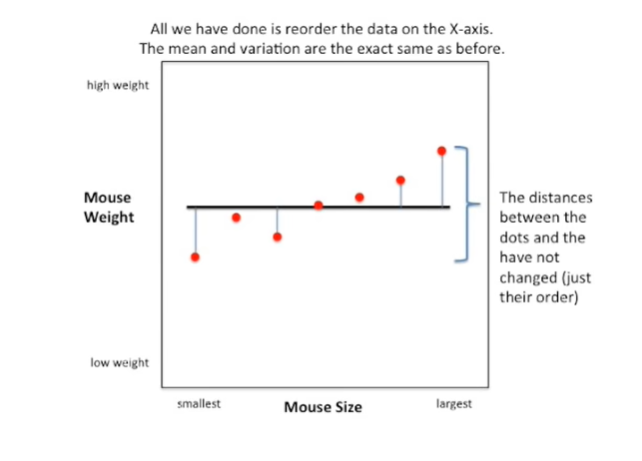 All we have done is reorder the data on the X-axis.
The mean and variation are the exact same as before.
high weight
Mouse
Weight
low weight
The distances
between the
dots and the
have not
changed (just
their order)
smallest
Mouse Size
largest